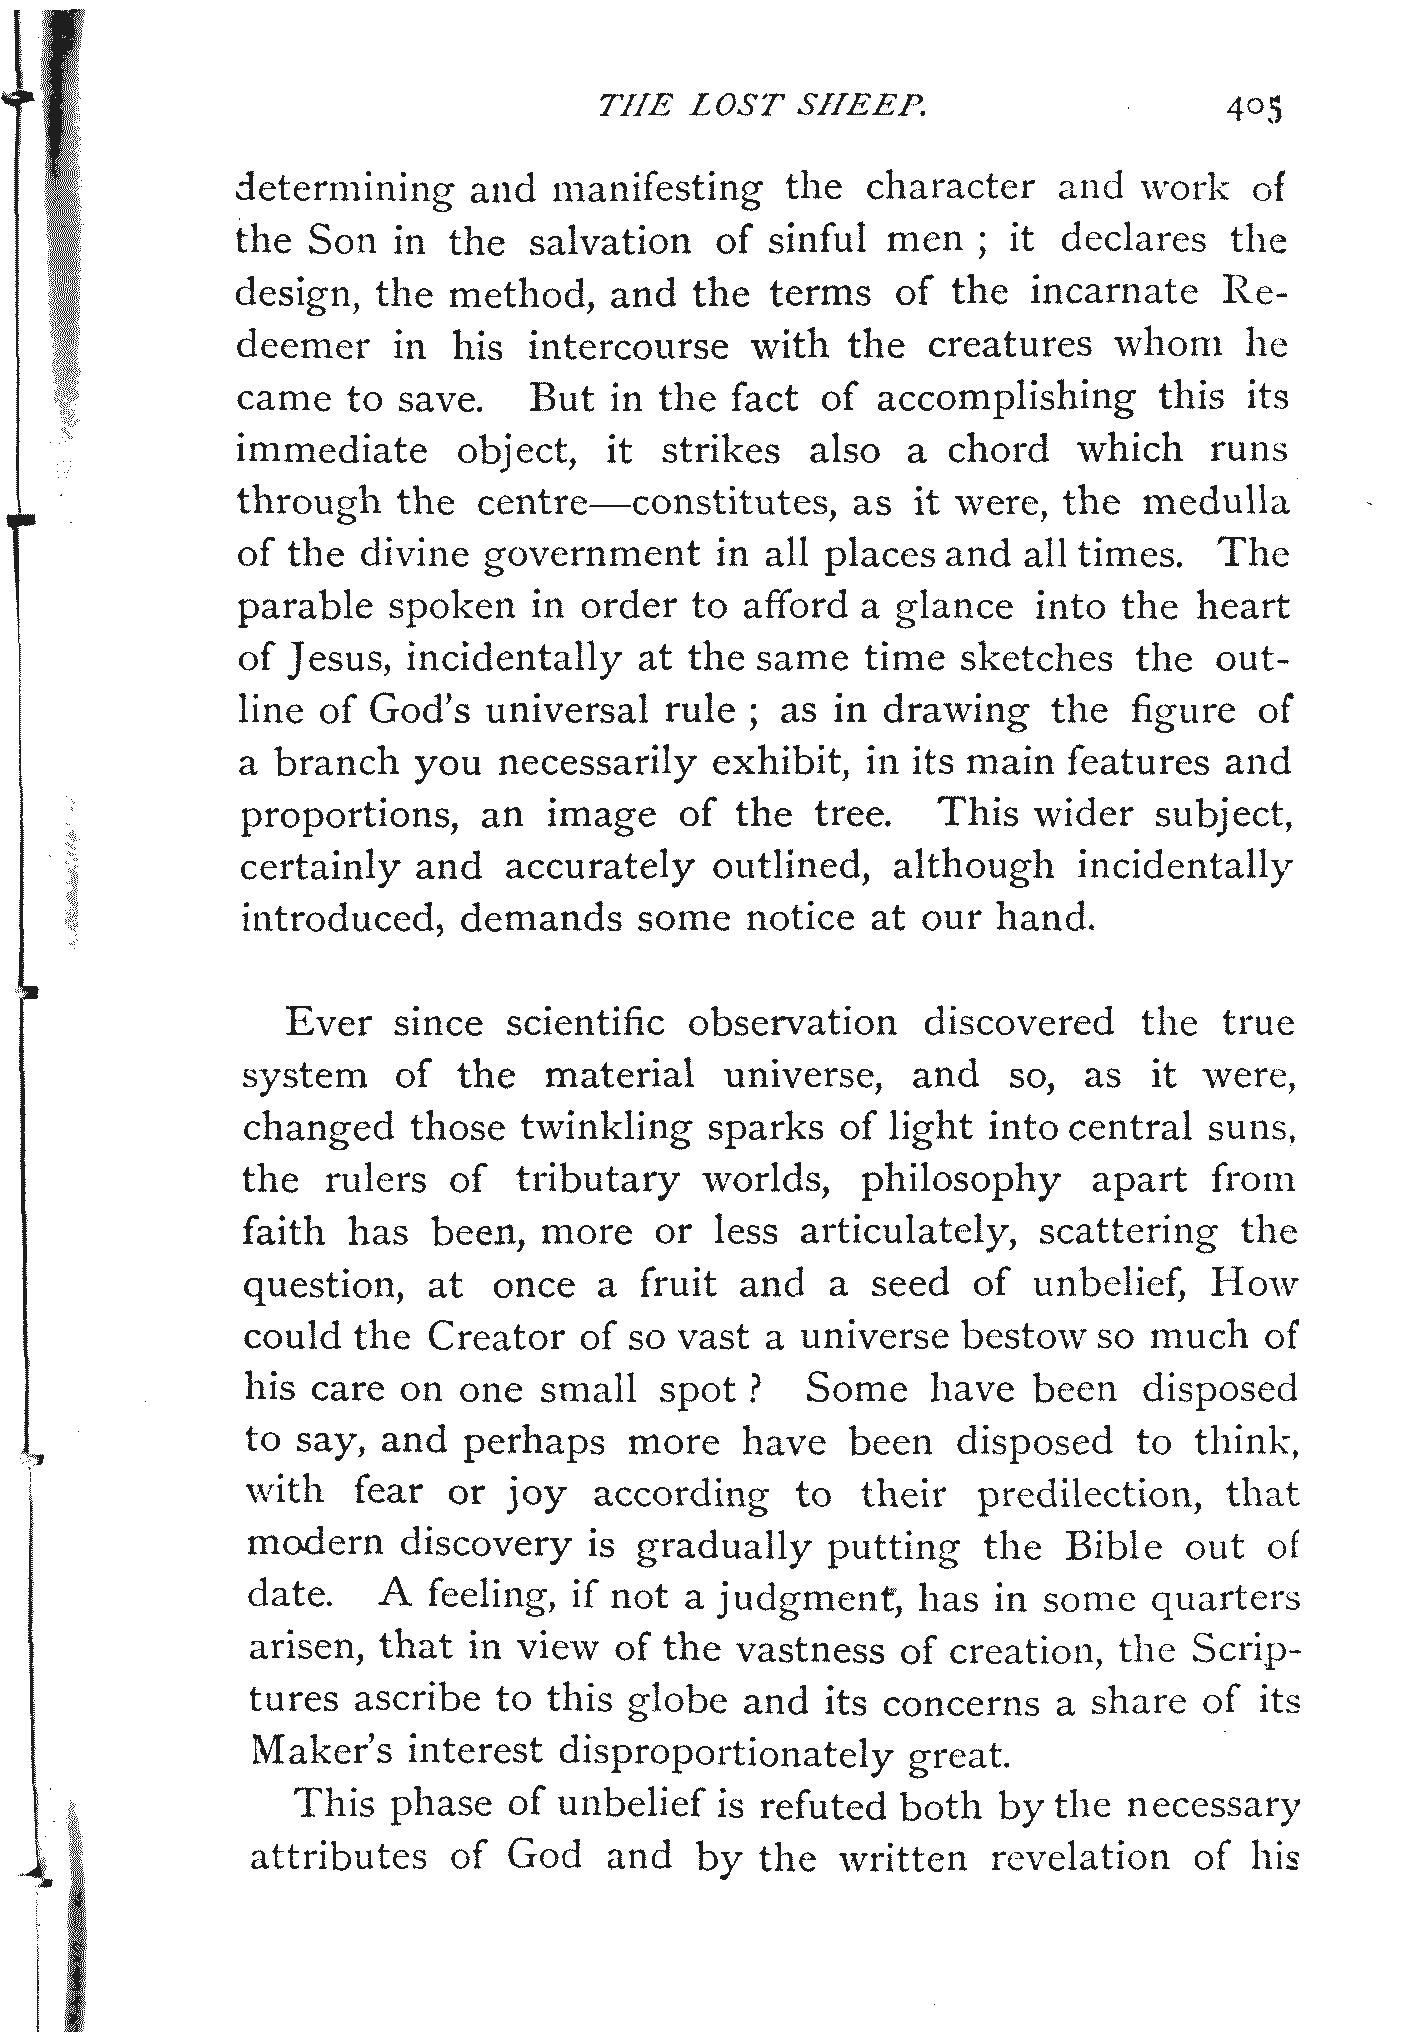 THE LOST SHEEP. 405
determining and manifesting the character and work of
the Son in the salvation of sinful men ; it declares the
design, the method, and the terms of the incarnate Re-
deemer in his intercourse with the creatures whom he
came to save. But in the fact of accomplishing this its
immediate object, it strikes also a chord which runs
through the centre—constitutes, as it were, the medulla
of the divine government in all places and all times. The
parable spoken in order to afford a glance into the heart
of Jesus, incidentally at the same time sketches the out-
line of God's universal rule ; as in drawing the figure of
a branch you necessarily exhibit, in its main features and
proportions, an image of the tree. This wider subject,
certainly and accurately outlined, although incidentally
introduced, demands some notice at our hand.
Ever since scientific observation discovered the true
system of the material universe, and so, as it were,
changed those twinkling sparks of light into central suns,
the rulers of tributary worlds, philosophy apart from
faith has been, more or less articulately, scattering the
question, at once a fruit and a seed of unbelief, How
could the Creator of so vast a universe bestow so much of
his care on one small spot ? Some have been disposed
to say, and perhaps more have been disposed to think,
with fear or joy according to their predilection, that
modern discovery is gradually putting the Bible out of
date. A feeling, if not a judgment, has in some quarters
arisen, that in view of the vastness of creation, the Scrip-
tures ascribe to this globe and its concerns a share of its
Maker's interest disproportionately great.
This phase of unbelief is refuted both by the necessary
attributes of God and by the written revelation of his